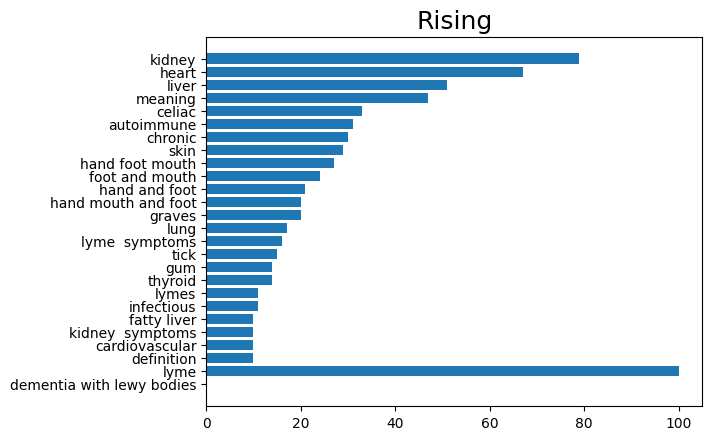 Rising
kidney
heart
liver
meaning
celiac
autoimmune
chronic
skin
hand foot mouth
foot and mouth
hand and foot
hand mouth and foot
graves
lung
lyme  symptoms
tick
gum
thyroid
lymes
infectious
fatty liver
kidney  symptoms
cardiovascular
definition
lyme
dementia with lewy bodies
0 20 40 60 80 100